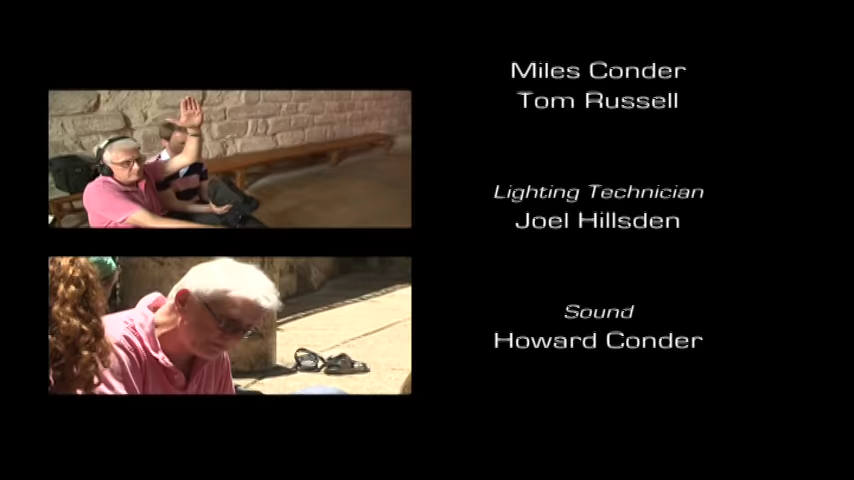 Miles Conder
Tom Russell
Lighting Technician
Joel Hillsden
Sound
Howard Conder